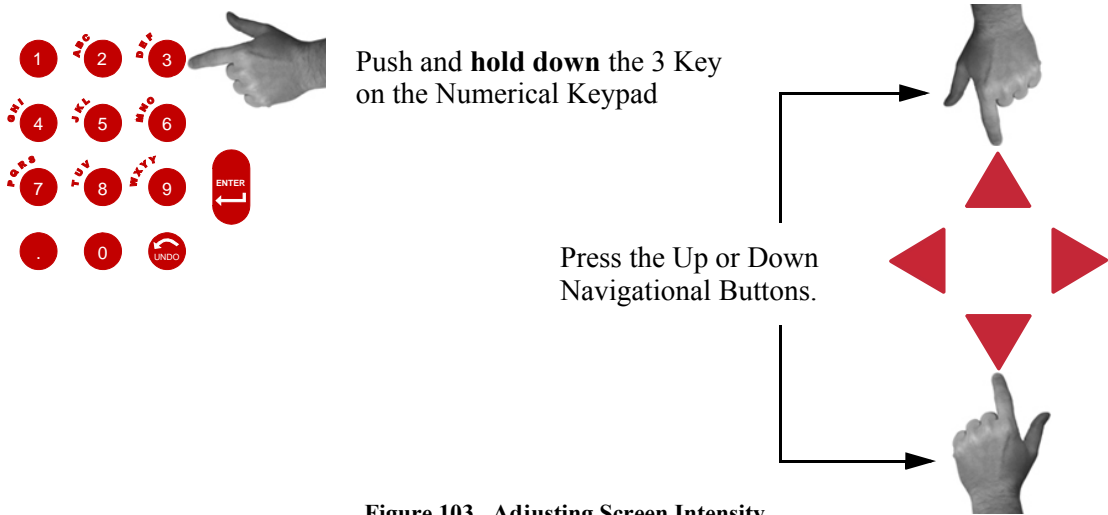 1
ABC
2
DEF
3
GHI
4
JKL
5
MNO
6
PQRS
7
TUV
8
WXYY
9
ENTER
.
0
UNDO
Push and hold down the 3 Key
on the Numerical Keypad
Press the Up or Down
Navigational Buttons.
Figure 103. Adjusting Screen Intensity